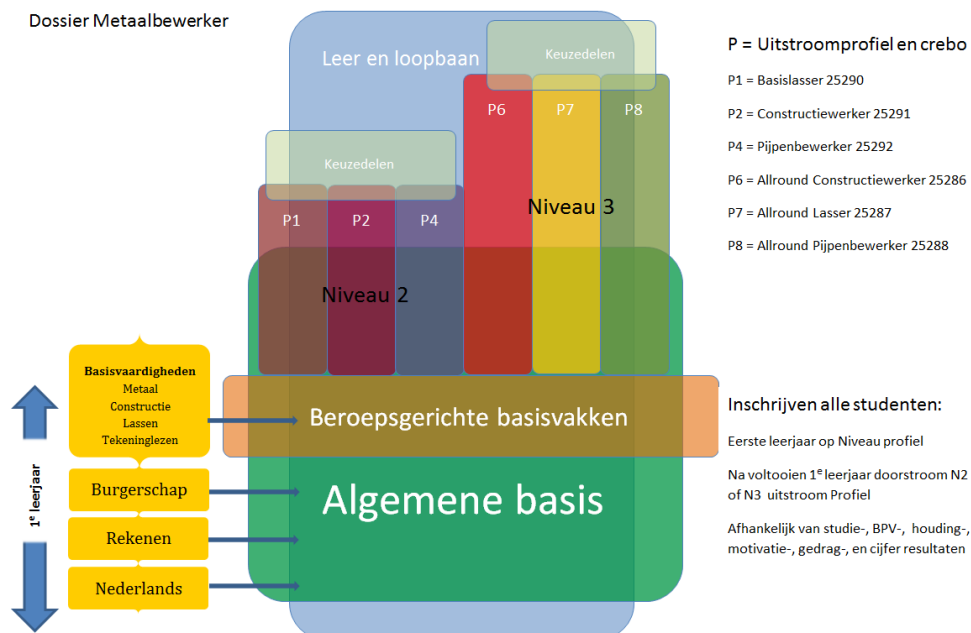 Dossier Metaalbewerker
Leer en loopbaan
Keuzedelen
P6
P7
P8
Keuzedelen
P1
P2
P4
Niveau 3
Niveau 2
Basisvaardigheden
Metaal
Constructie
Lassen
Tekeninglezen
Beroepsgerichte basisvakken
Burgerschap
Algemene basis
Rekenen
Nederlands
1e leerjaar
P = Uitstroomprofiel en crebo
P1 = Basislasser 25290
P2 = Constructiewerker 25291
P4 = Pijpenbewerker 25292
P6 = Allround Constructiewerker 25286
P7 = Allround Lasser 25287
P8 = Allround Pijpenbewerker 25288
Inschrijven alle studenten:
Eerste leerjaar op Niveau profiel
Na voltooien 1e leerjaar doorstroom N2
of N3 uitstroom Profiel
Afhankelijk van studie-, BPV-, houding-,
motivatie-, gedrag-, en cijfer resultaten